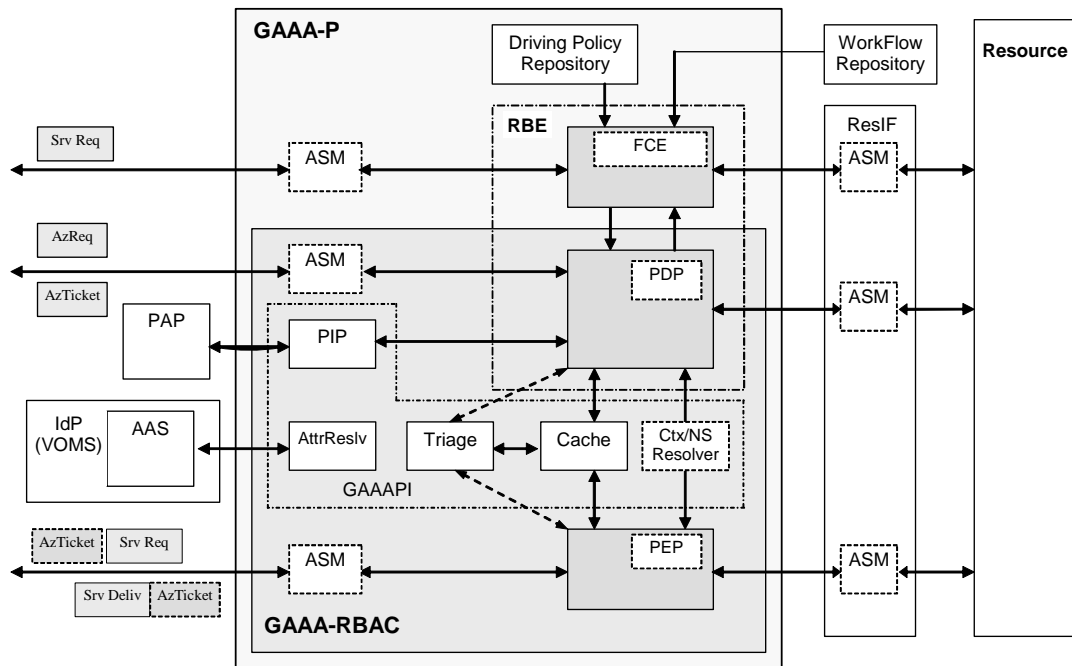 GAAA-P
Driving Policy
Repository
WorkFlow
Repository
Resource
RBE
ResIF
Srv Req
ASM
FCE
ASM
AzReq
ASM
PDP
ASM
AzTicket
PAP
PIP
IdP
(VOMS)
AAS
AttrReslv
Triage
Cache
Ctx/NS
Resolver
GAAAPI
AzTicket
Srv Req
ASM
PEP
ASM
Srv Deliv
AzTicket
GAAA-RBAC